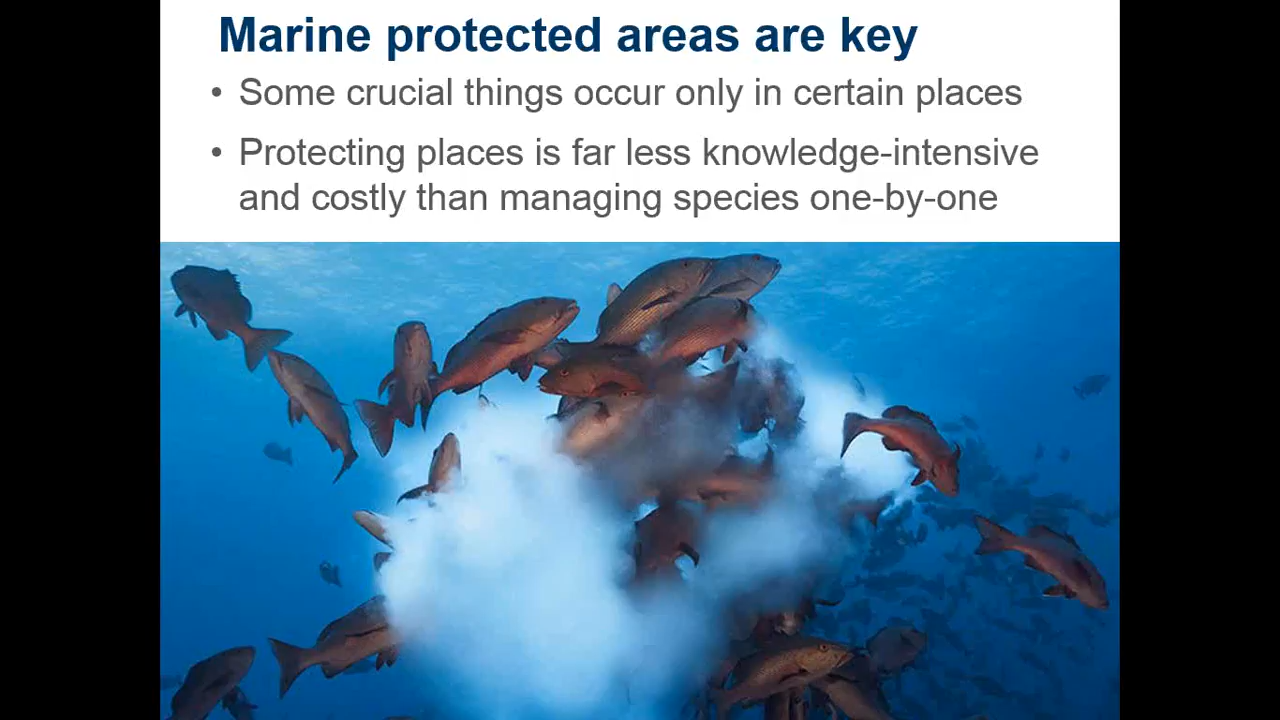 Marine protected areas are key
• Some crucial things occur only in certain places
• Protecting places is far less knowledge-intensive
and costly than managing species one-by-one